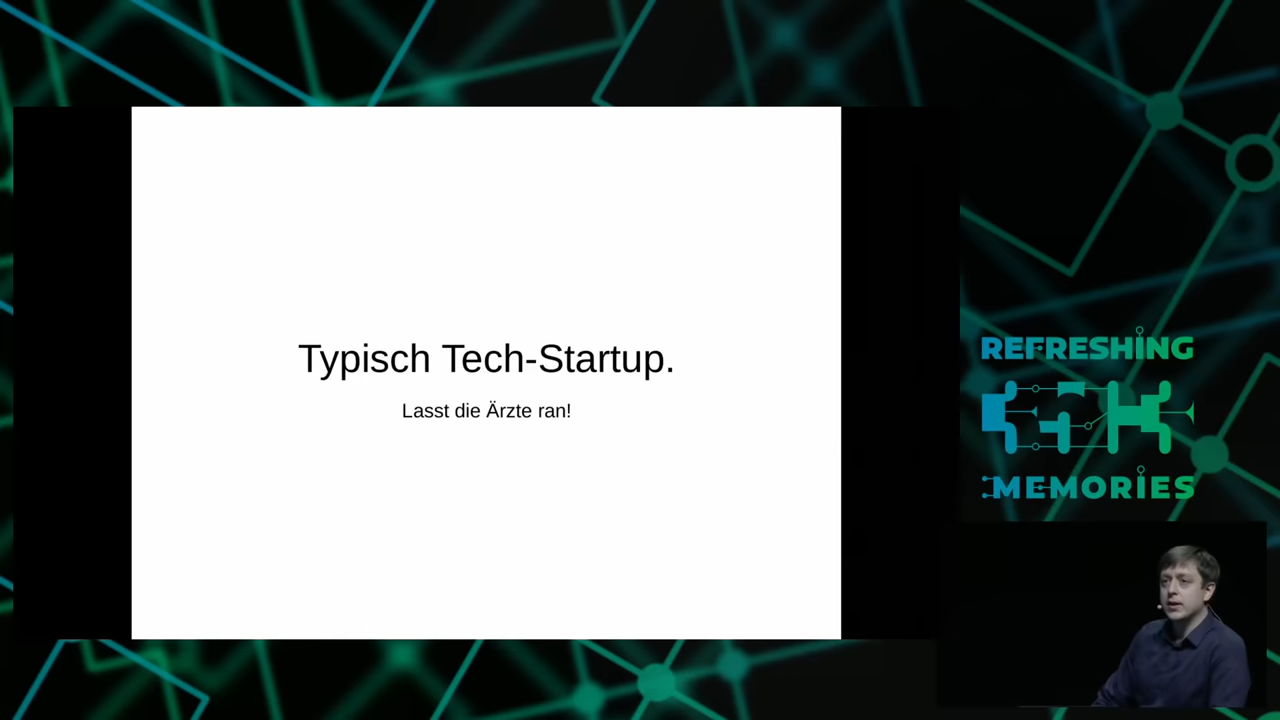 Typisch Tech-Startup.
Lasst die Ärzte ran!
REFRESHING
MEMORIES